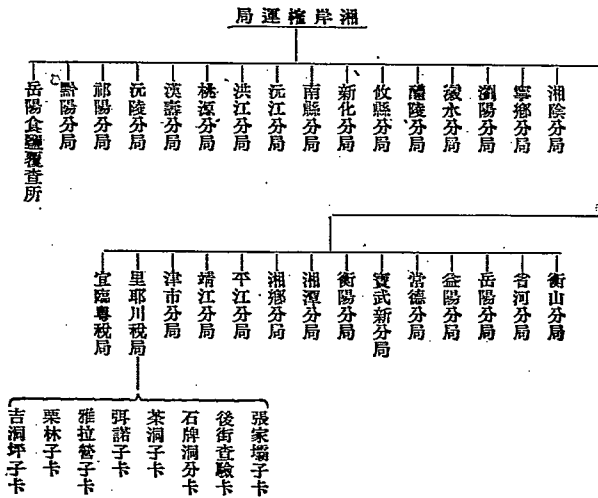 湘岸榷運局
湘陰分局
寧鄉分局
瀏陽分局
淥水分局
醴陵分局
攸縣分局
新化分局
南縣分局
沅江分局
洪江分局
桃源分局
漢壽分局
沅陵分局
祁陽分局
黔陽分局
岳陽食鹽覆查所
衡山分局
省河分局
岳陽分局
益陽分局
常德分局
寶武新分局
衡陽分局
湘潭分局
湘鄉分局
平江分局
靖江分局
津市分局
里耶川稅局
宜臨粵稅局
張家壩子卡
後街查驗卡
石牌洞分卡
茶洞子卡
弭諾子卡
雅拉營子卡
栗林子卡
吉洞坪子卡